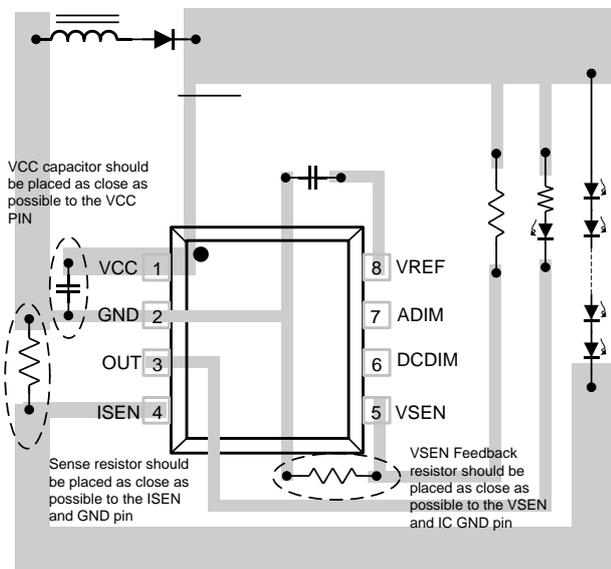 VCC capacitor should
be placed as close as
possible to the VCC
PIN
VCC 1
GND 2
OUT 3
ISEN 4
8 VREF
7 ADIM
6 DCDIM
5 VSEN
Sense resistor should
be placed as close as
possible to the ISEN
and GND pin
VSEN Feedback
resistor should be
placed as close as
possible to the VSEN
and IC GND pin